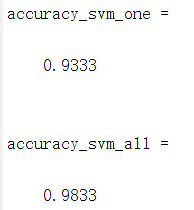 accuracy_svm_one =
0.9333
accuracy_svm_all =
0.9833